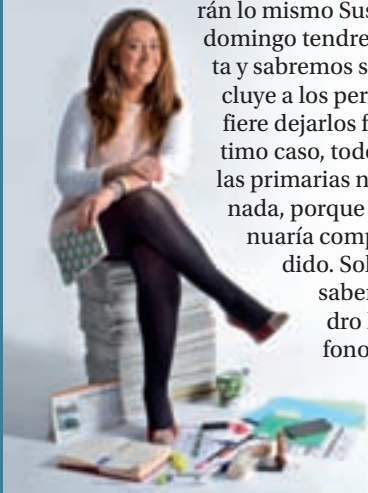 rán lo mismo Sus
domingo tendre
ta y sabremos s
cluye a los per
fiere dejarlos f
timo caso, todo
las primarias n
nada, porque
nuaría comp
dido. Sol
saber
dro
fono